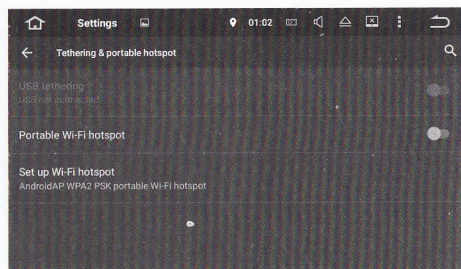 Settings 01:02
Tethering & portable hotspot
USB tethering
USB not connected
Portable Wi-Fi hotspot
Set up Wi-Fi hotspot
AndroidAP WPA2 PSK portable Wi-Fi hotspot